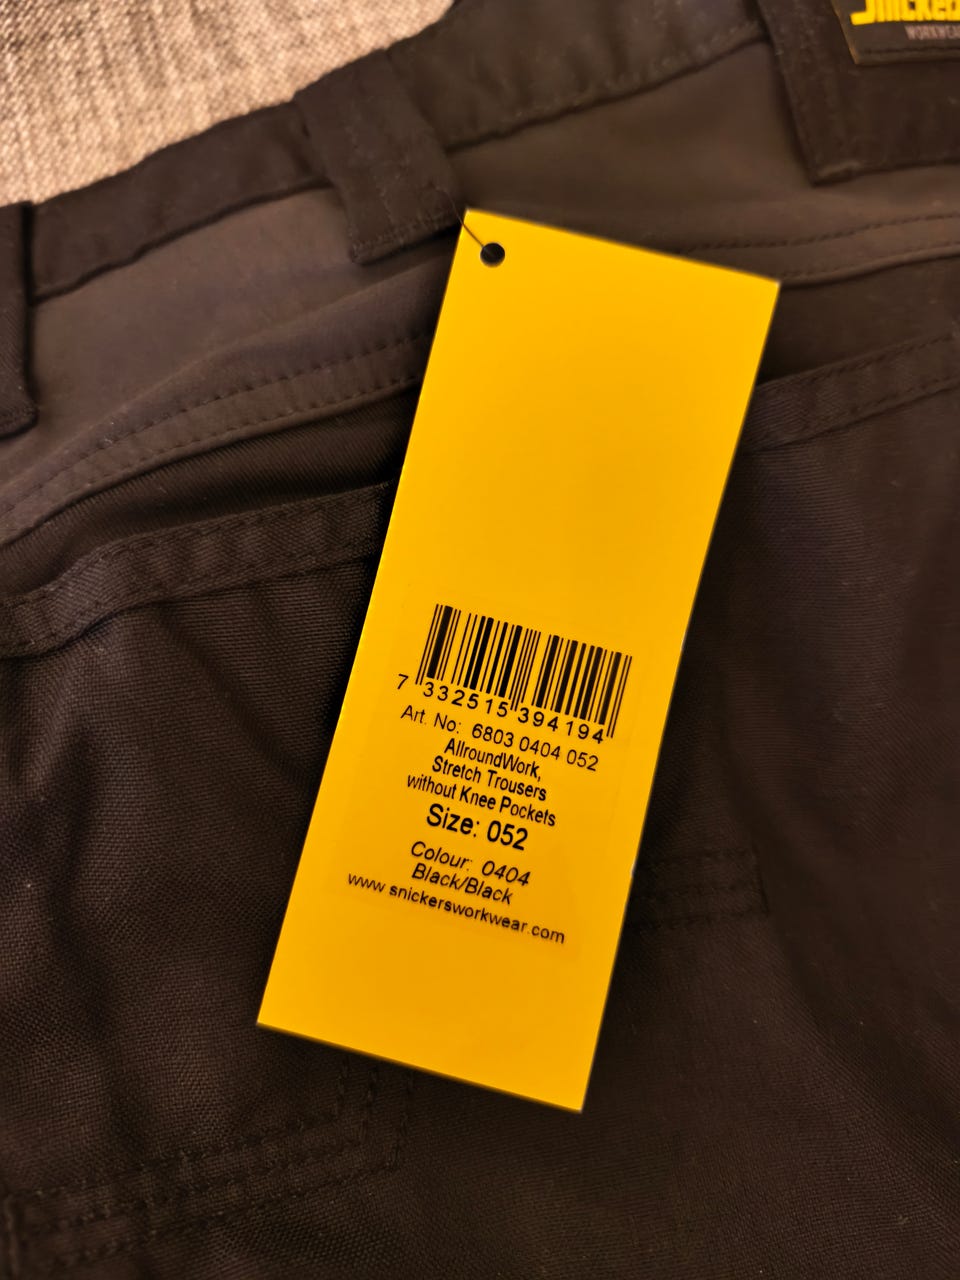 WORKWEAR
7 332515 394194
Art. No: 6803 0404 052
AllroundWork,
Stretch Trousers
without Knee Pockets
Size: 052
Colour: 0404
Black/Black
www.snickersworkwear.com